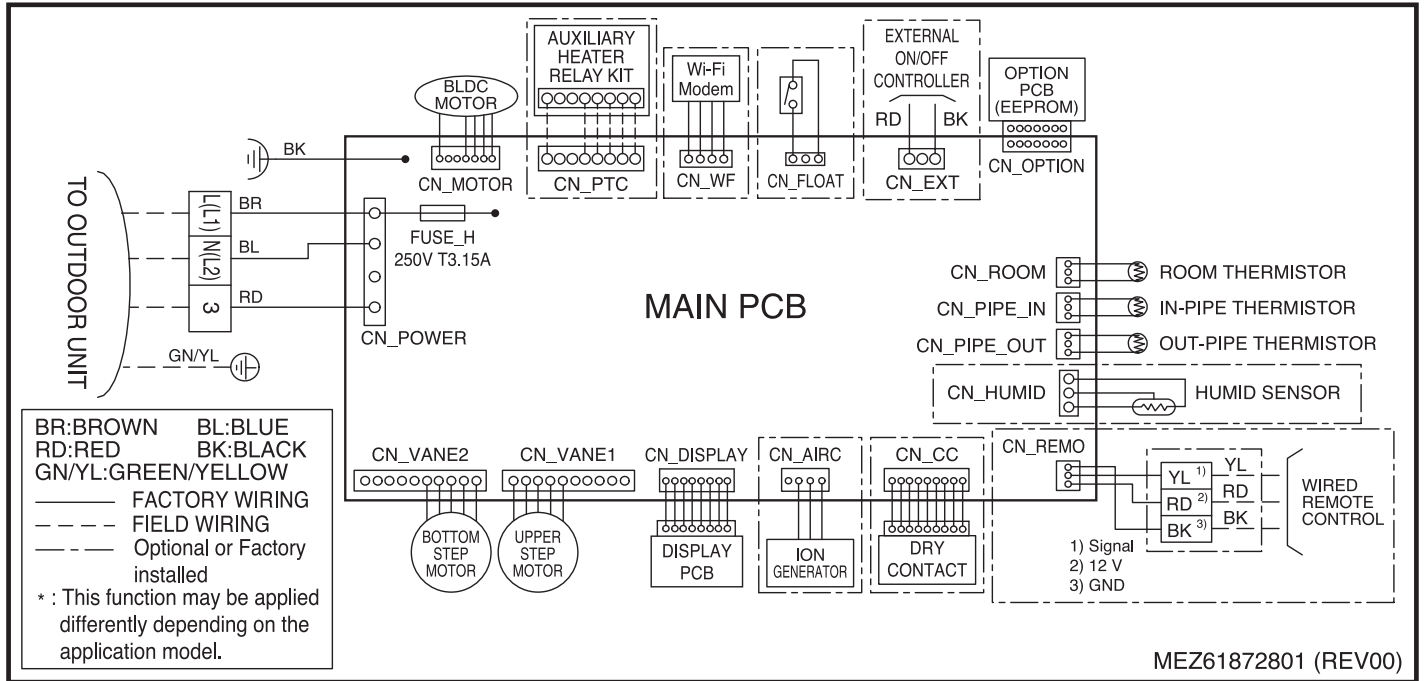 AUXILIARY
HEATER
RELAY KIT
BLDC
MOTOR
Wi-Fi
Modem
EXTERNAL
ON/OFF
CONTROLLER
RD
BK
OPTION
PCB
(EEPROM)
BK
CN_MOTOR
CN_PTC
CN_WF
CN_FLOAT
CN_EXT
CN_OPTION
TO OUTDOOR UNIT
L(L1)
BR
N(L2)
BL
3
RD
GN/YL
FUSE_H
250V T3.15A
CN_POWER
MAIN PCB
CN_ROOM
ROOM THERMISTOR
CN_PIPE_IN
IN-PIPE THERMISTOR
CN_PIPE_OUT
OUT-PIPE THERMISTOR
CN_HUMID
HUMID SENSOR
BR:BROWN BL:BLUE
RD:RED BK:BLACK
GN/YL:GREEN/YELLOW
FACTORY WIRING
FIELD WIRING
Optional or Factory
installed
* : This function may be applied
differently depending on the
application model.
CN_VANE2
CN_VANE1
CN_DISPLAY
CN_AIRC
CN_CC
CN_REMO
BOTTOM
STEP
MOTOR
UPPER
STEP
MOTOR
DISPLAY
PCB
ION
GENERATOR
DRY
CONTACT
YL 1)
YL
RD 2)
RD
BK 3)
BK
WIRED
REMOTE
CONTROL
1) Signal
2) 12 V
3) GND
MEZ61872801 (REV00)